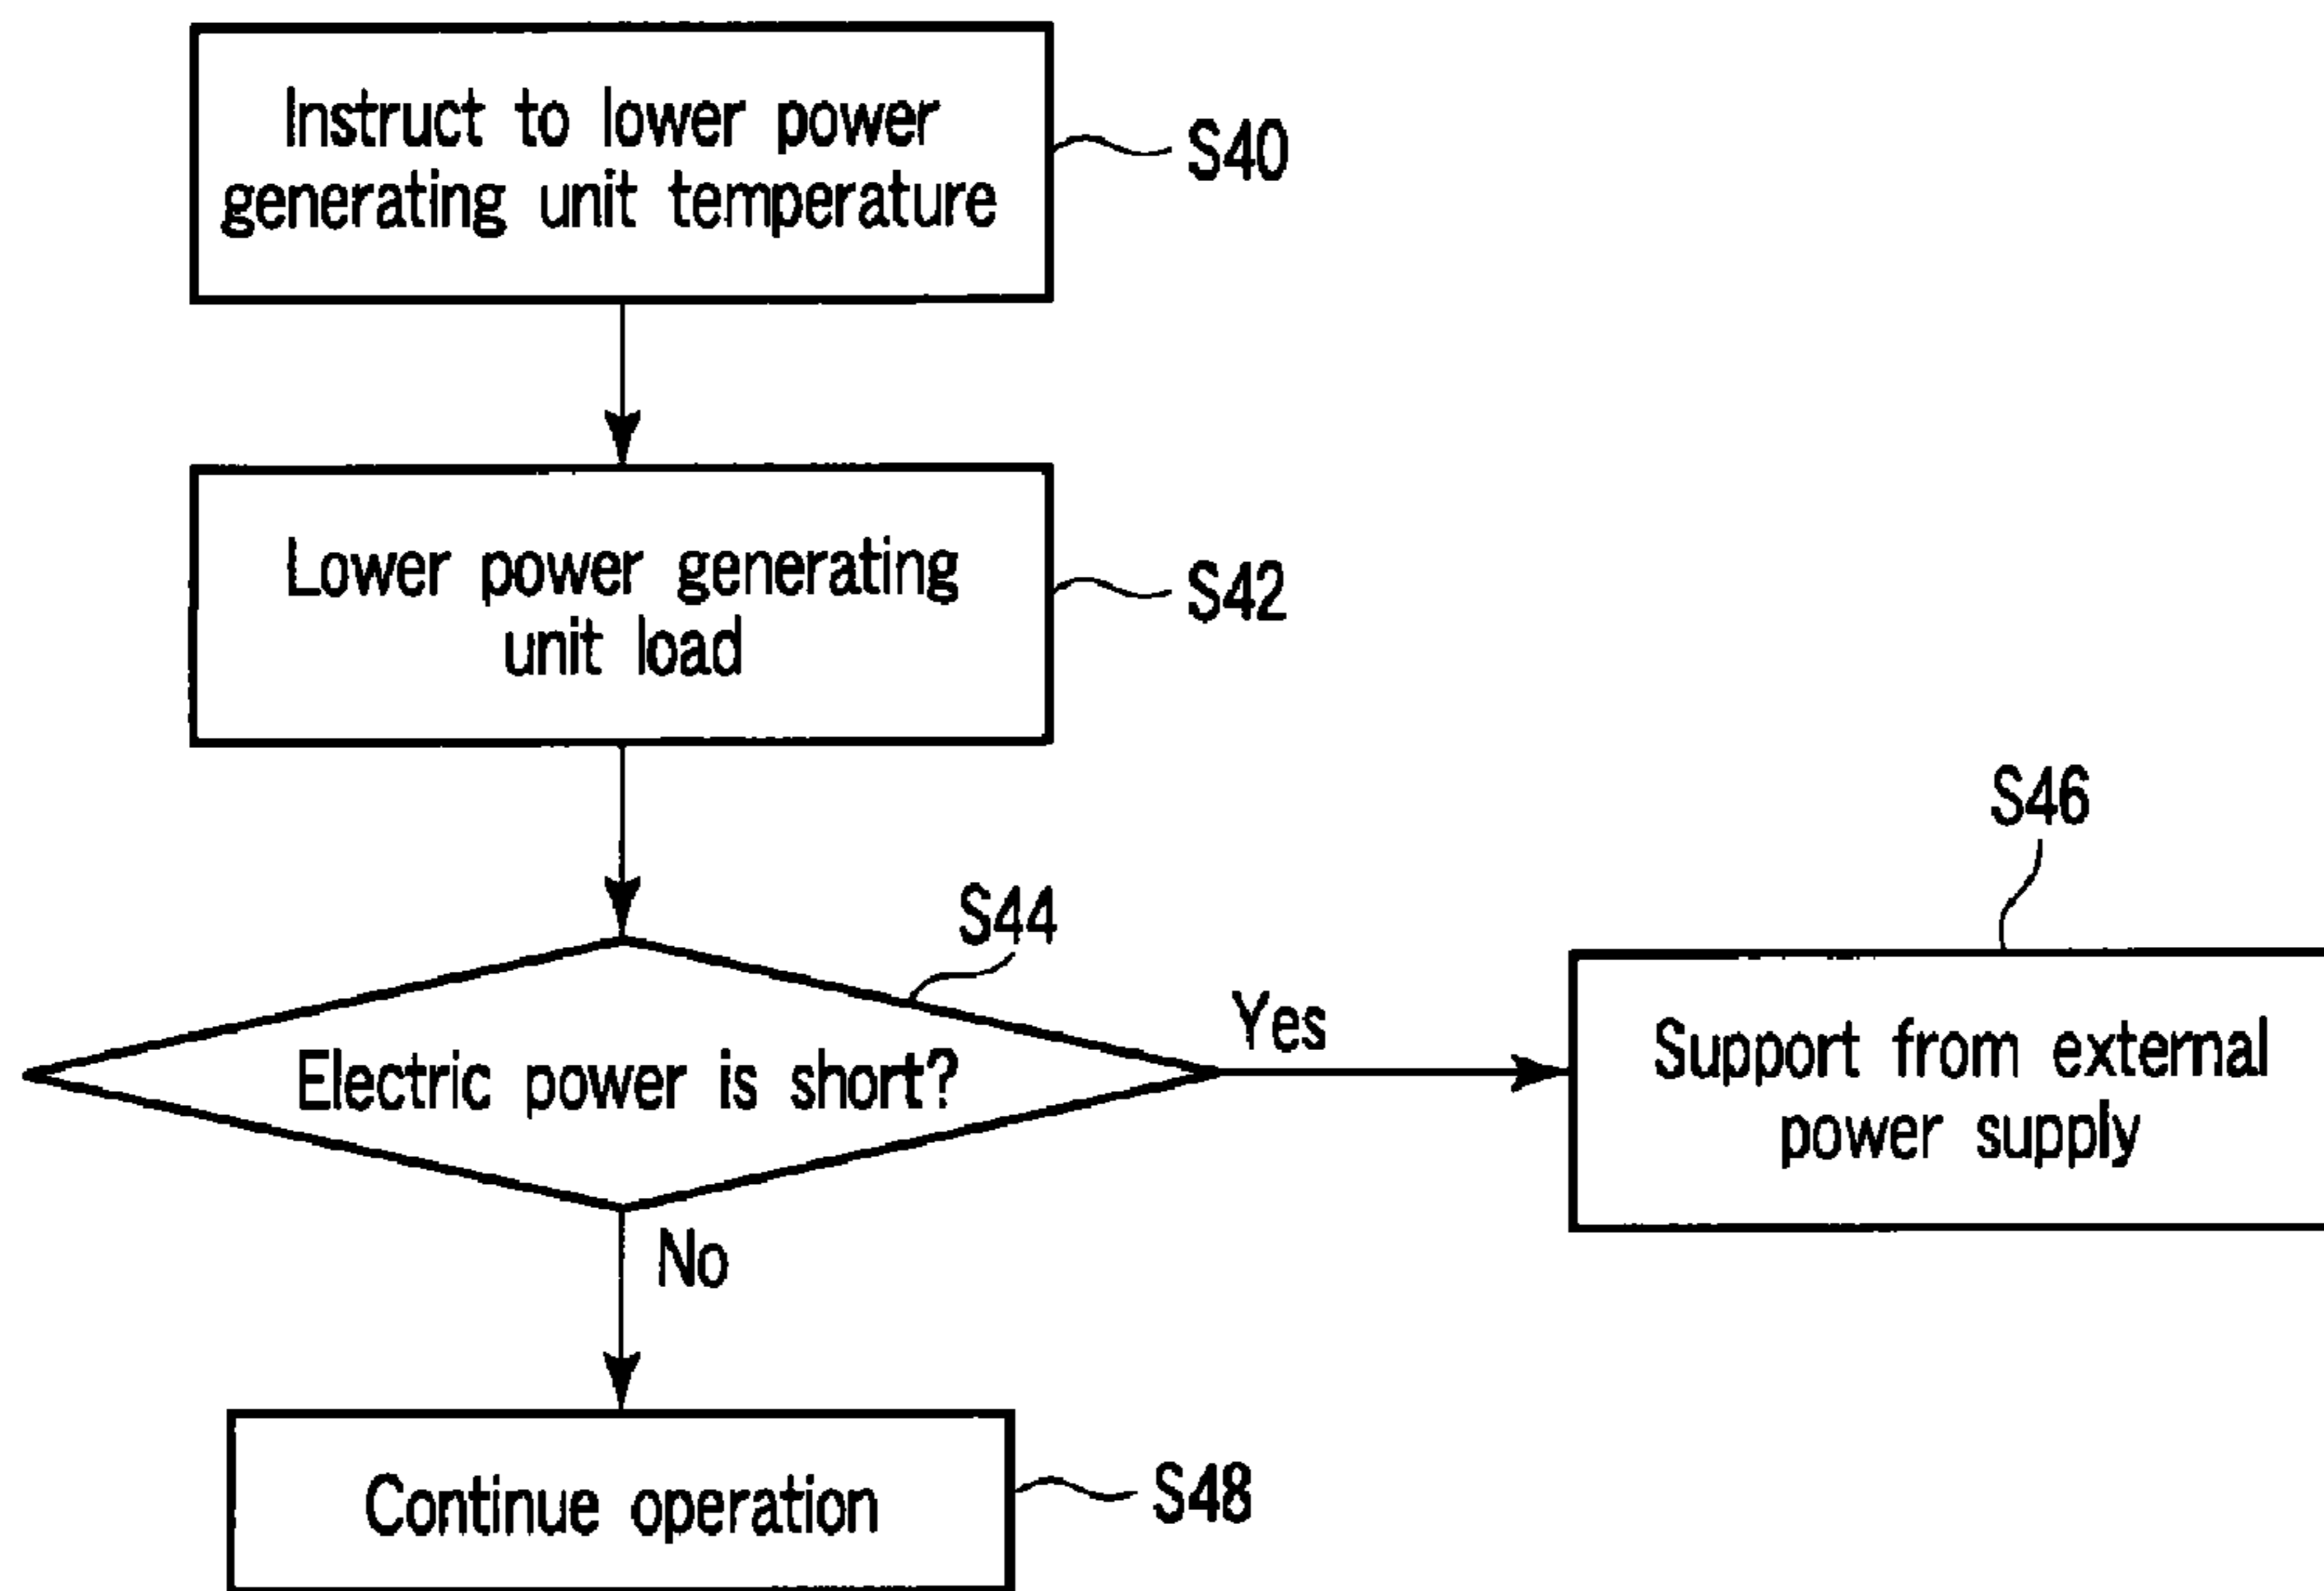 Instruct to lower power
generating unit temperature
S40
Lower power generating
unit load
S42
S44
Electric power is short?
Yes
S46
Support from external
power supply
No
Continue operation
S48